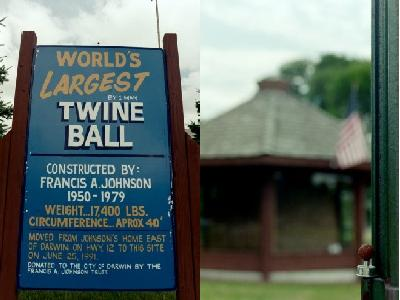 WORLD'S
LARGEST
BY 1 MAN
TWINE
BALL
CONSTRUCTED BY:
FRANCIS A. JOHNSON
1950 - 1979
WEIGHT...17,400 LBS.
CIRCUMFERENCE...APROX 40'
MOVED FROM JOHNSON'S HOME EAST
OF DARWIN ON HWY. 12 TO THIS SITE
ON JUNE 25, 1991.
DONATED TO THE CITY OF DARWIN BY THE
FRANCIS A. JOHNSON TRUST.